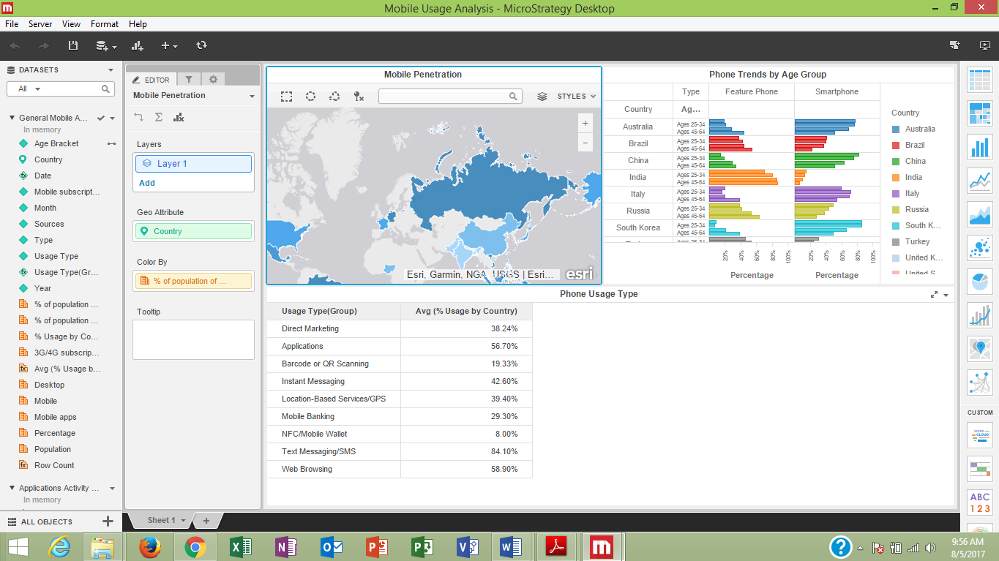 Mobile Usage Analysis - MicroStrategy Desktop
File Server View Format Help
DATASETS
All
General Mobile A...
In memory
Age Bracket
Country
Date
Mobile subscript...
Month
Sources
Type
Usage Type
Usage Type(Gr...
Year
% of population ...
% of population ...
% Usage by Co...
3G/4G subscrip...
Avg (% Usage b...
Desktop
Mobile
Mobile apps
Percentage
Population
Row Count
Applications Activity ...
In memory
ALL OBJECTS
EDITOR
Mobile Penetration
Layers
Layer 1
Add
Geo Attribute
Country
Color By
% of population of ...
Tooltip
Mobile Penetration
STYLES
+
−
Esri, Garmin, NGA, USGS | Esri...
esri
Phone Trends by Age Group
Type Feature Phone Smartphone
Country Ag...
Australia Ages 25-34
Ages 45-64
Brazil Ages 25-34
Ages 45-64
China Ages 25-34
Ages 45-64
India Ages 25-34
Ages 45-64
Italy Ages 25-34
Ages 45-64
Russia Ages 25-34
Ages 45-64
South Korea Ages 25-34
Ages 45-64
Ages 25-34
20% 40% 60% 80% 100% 20% 40% 60% 80% 100%
Percentage Percentage
Country
Australia
Brazil
China
India
Italy
Russia
South K...
Turkey
United K...
United S...
Phone Usage Type
Usage Type(Group) Avg (% Usage by Country)
Direct Marketing 38.24%
Applications 56.70%
Barcode or QR Scanning 19.33%
Instant Messaging 42.60%
Location-Based Services/GPS 39.40%
Mobile Banking 29.30%
NFC/Mobile Wallet 8.00%
Text Messaging/SMS 84.10%
Web Browsing 58.90%
CUSTOM
WORD
CLOUD
ABC
123
Sheet 1
9:56 AM
8/5/2017